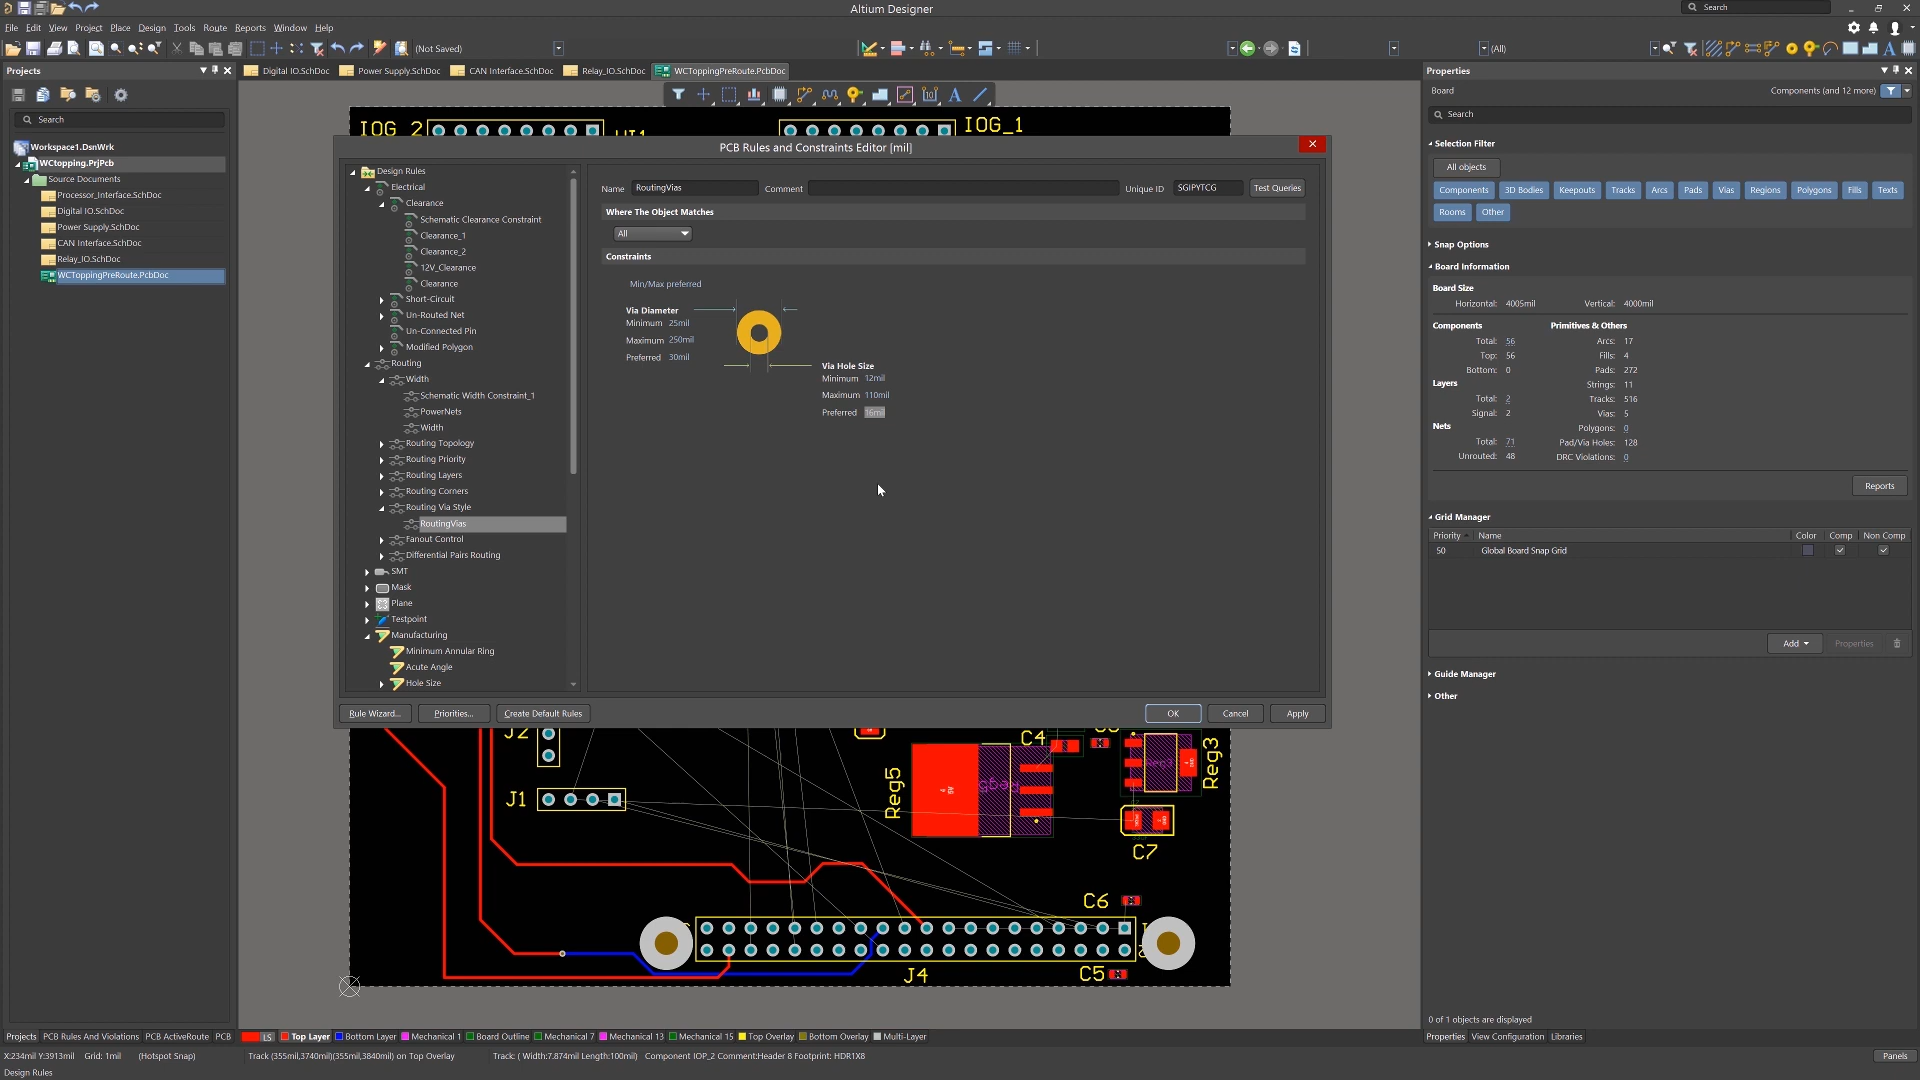 Altium Designer
Search
File Edit View Project Place Design Tools Route Reports Window Help
(Not Saved)
(All)
Projects
Digital IO.SchDoc Power Supply.SchDoc CAN Interface.SchDoc Relay_IO.SchDoc WCToppingPreRoute.PcbDoc
Search
Workspace1.DsnWrk
WCtopping.PrjPcb
Source Documents
Processor_Interface.SchDoc
Digital IO.SchDoc
Power Supply.SchDoc
CAN Interface.SchDoc
Relay_IO.SchDoc
WCToppingPreRoute.PcbDoc
IOG_2
IOG_1
PCB Rules and Constraints Editor [mil]
Design Rules
Electrical
Clearance
Schematic Clearance Constraint
Clearance_1
Clearance_2
12V_Clearance
Clearance
Short-Circuit
Un-Routed Net
Un-Connected Pin
Modified Polygon
Routing
Width
Schematic Width Constraint_1
PowerNets
Width
Routing Topology
Routing Priority
Routing Layers
Routing Corners
Routing Via Style
RoutingVias
Fanout Control
Differential Pairs Routing
SMT
Mask
Plane
Testpoint
Manufacturing
Minimum Annular Ring
Acute Angle
Hole Size
Name RoutingVias Comment Unique ID SGIPYTCG Test Queries
Where The Object Matches
All
Constraints
Min/Max preferred
Via Diameter
Minimum 25mil
Maximum 250mil
Preferred 30mil
Via Hole Size
Minimum 12mil
Maximum 110mil
Preferred 16mil
Rule Wizard... Priorities... Create Default Rules OK Cancel Apply
J2
C4
Reg5
Reg5
Reg3
Reg3
J1
C7
C6
J4
C5
Properties
Board Components (and 12 more)
Search
Selection Filter
All objects
Components 3D Bodies Keepouts Tracks Arcs Pads Vias Regions Polygons Fills Texts
Rooms Other
Snap Options
Board Information
Board Size
Horizontal: 4005mil Vertical: 4000mil
Components Primitives & Others
Total: 56 Arcs: 17
Top: 56 Fills: 4
Bottom: 0 Pads: 272
Layers Strings: 11
Total: 2 Tracks: 516
Signal: 2 Vias: 5
Nets Polygons: 0
Total: 71 Pad/Via Holes: 128
Unrouted: 48 DRC Violations: 0
Reports
Grid Manager
Priority Name Color Comp Non Comp
50 Global Board Snap Grid
Add Properties
Guide Manager
Other
0 of 1 objects are displayed
Projects PCB Rules And Violations PCB ActiveRoute PCB
LS Top Layer Bottom Layer Mechanical 1 Board Outline Mechanical 7 Mechanical 13 Mechanical 15 Top Overlay Bottom Overlay Multi-Layer
Properties View Configuration Libraries
X:234mil Y:3913mil Grid: 1mil (Hotspot Snap) Track (355mil,3740mil)(355mil,3840mil) on Top Overlay Track: ( Width:7.874mil Length:100mil) Component IOP_2 Comment:Header 8 Footprint: HDR1X8
Panels
Design Rules